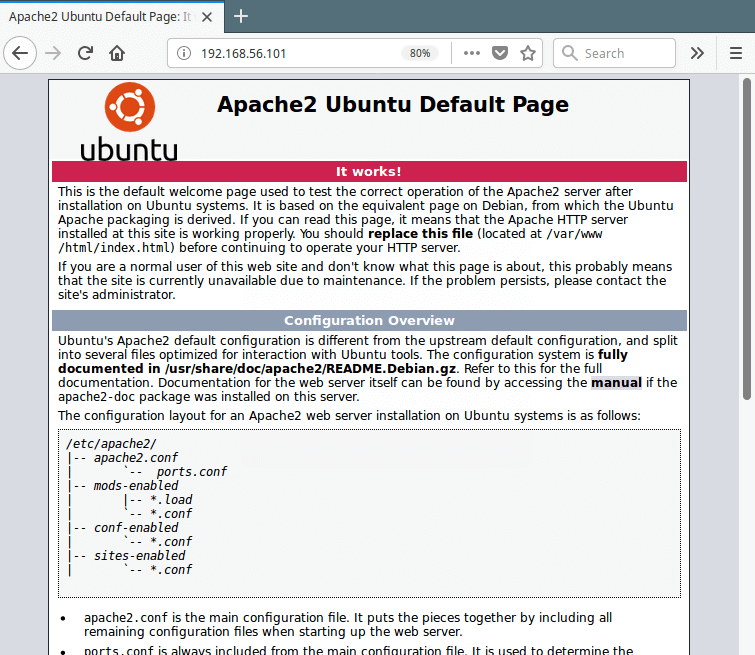 Apache2 Ubuntu Default Page: It
192.168.56.101
80%
Search
ubuntu
Apache2 Ubuntu Default Page
It works!
This is the default welcome page used to test the correct operation of the Apache2 server after
installation on Ubuntu systems. It is based on the equivalent page on Debian, from which the Ubuntu
Apache packaging is derived. If you can read this page, it means that the Apache HTTP server
installed at this site is working properly. You should replace this file (located at /var/www
/html/index.html) before continuing to operate your HTTP server.
If you are a normal user of this web site and don't know what this page is about, this probably means
that the site is currently unavailable due to maintenance. If the problem persists, please contact the
site's administrator.
Configuration Overview
Ubuntu's Apache2 default configuration is different from the upstream default configuration, and split
into several files optimized for interaction with Ubuntu tools. The configuration system is fully
documented in /usr/share/doc/apache2/README.Debian.gz. Refer to this for the full
documentation. Documentation for the web server itself can be found by accessing the manual if the
apache2-doc package was installed on this server.
The configuration layout for an Apache2 web server installation on Ubuntu systems is as follows:
/etc/apache2/
|-- apache2.conf
|       `--  ports.conf
|-- mods-enabled
|       |-- *.load
|       `-- *.conf
|-- conf-enabled
|       `-- *.conf
|-- sites-enabled
|       `-- *.conf
• apache2.conf is the main configuration file. It puts the pieces together by including all
remaining configuration files when starting up the web server.
• ports.conf is always included from the main configuration file. It is used to determine the